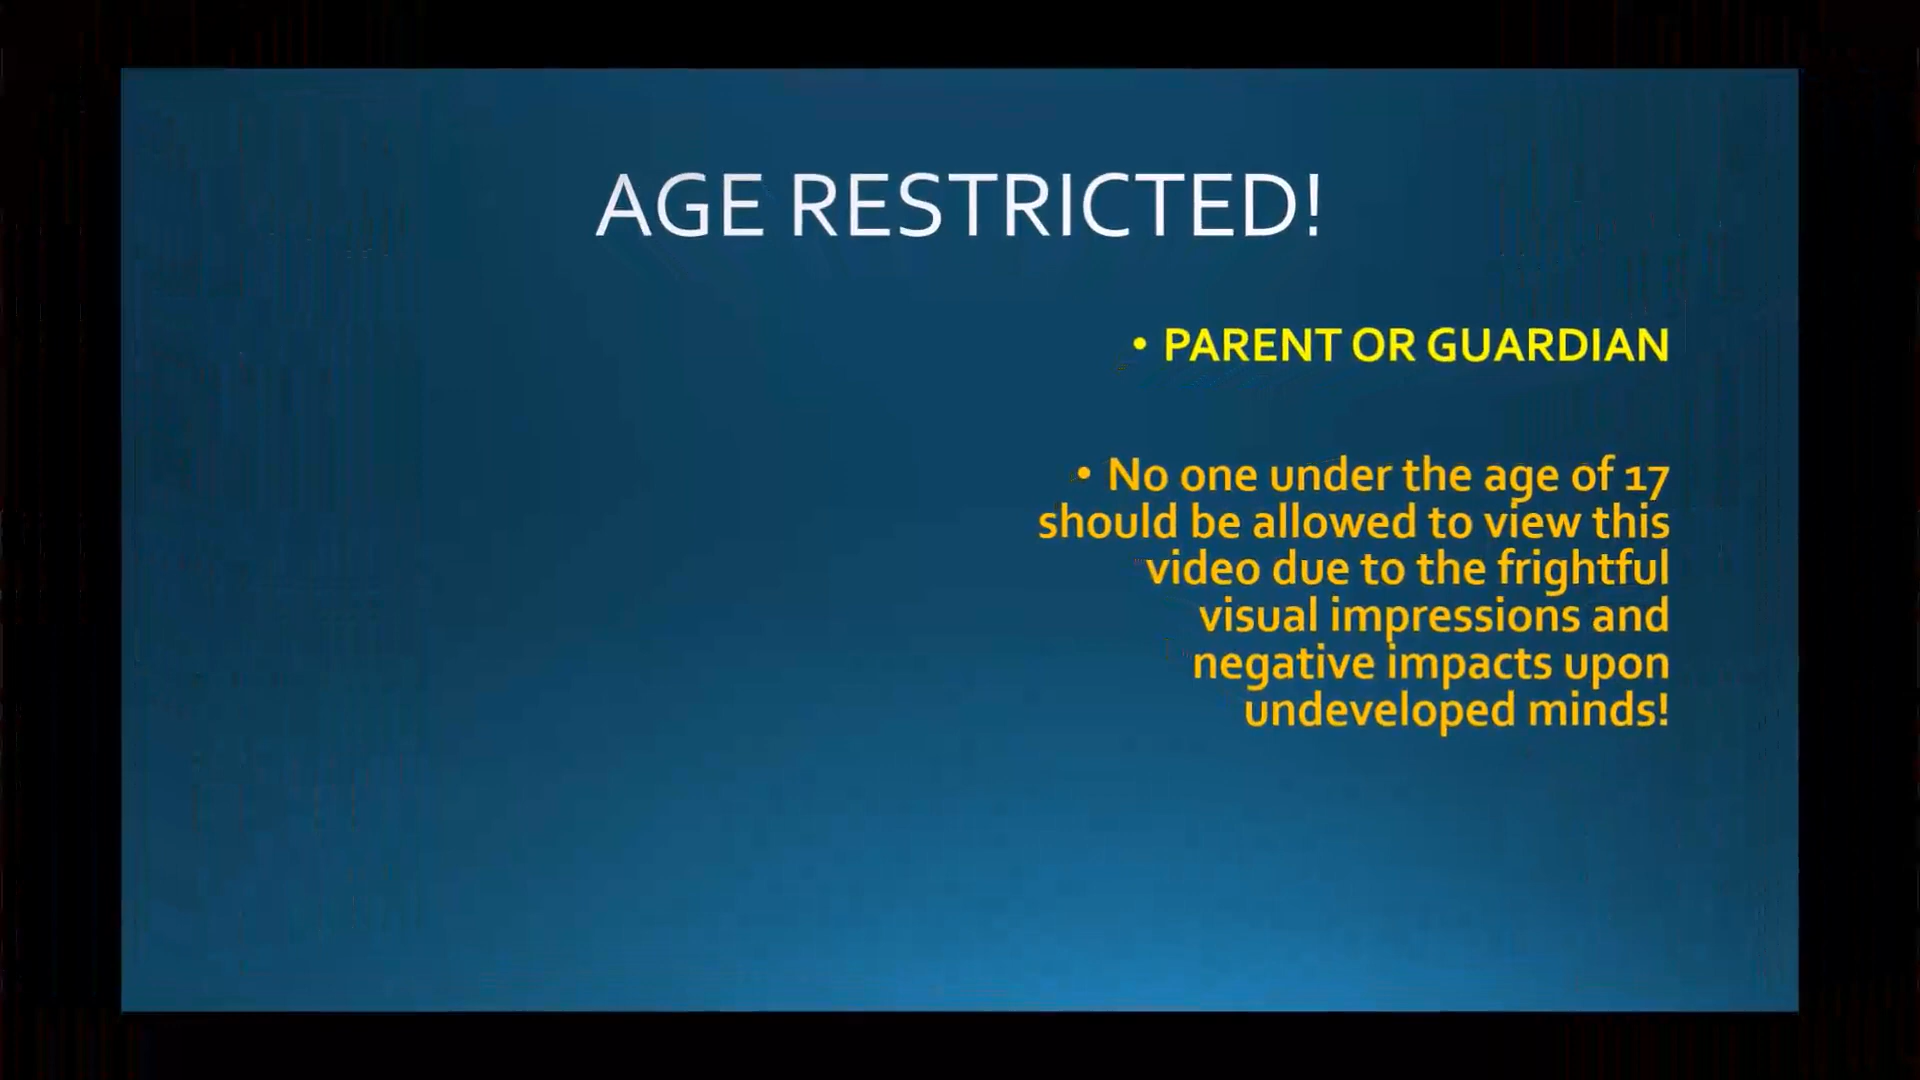 AGE RESTRICTED!
• PARENT OR GUARDIAN
• No one under the age of 17
should be allowed to view this
video due to the frightful
visual impressions and
negative impacts upon
undeveloped minds!